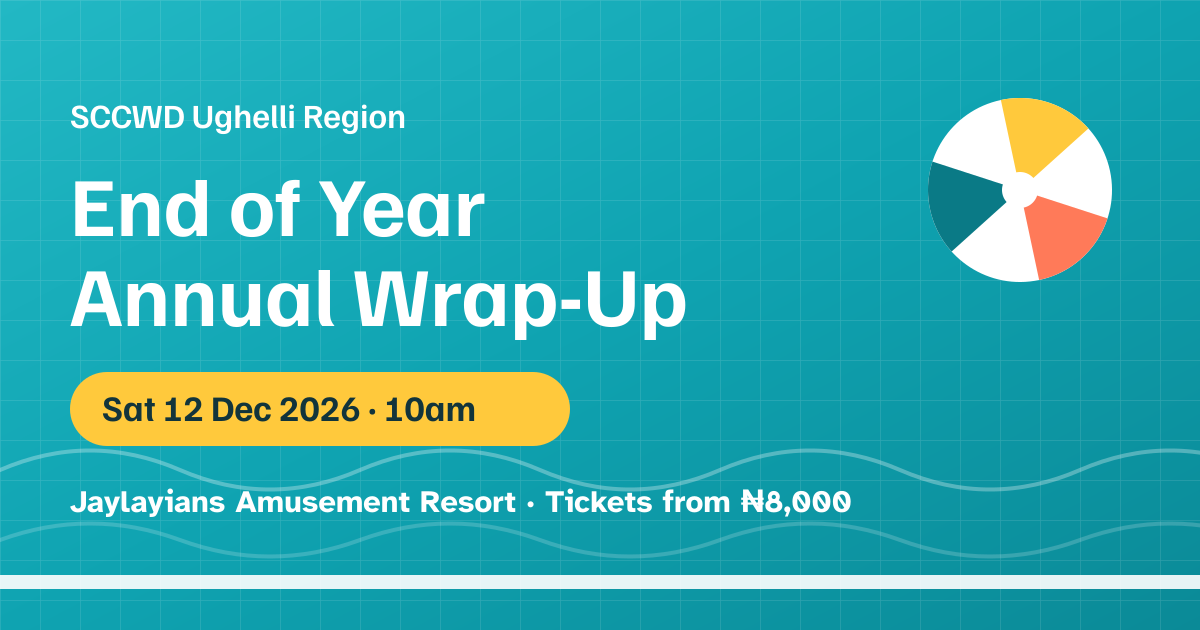 SCCWD Ughelli Region
End of Year
Annual Wrap-Up
Sat 12 Dec 2026 · 10am
Jaylayians Amusement Resort · Tickets from ₦8,000